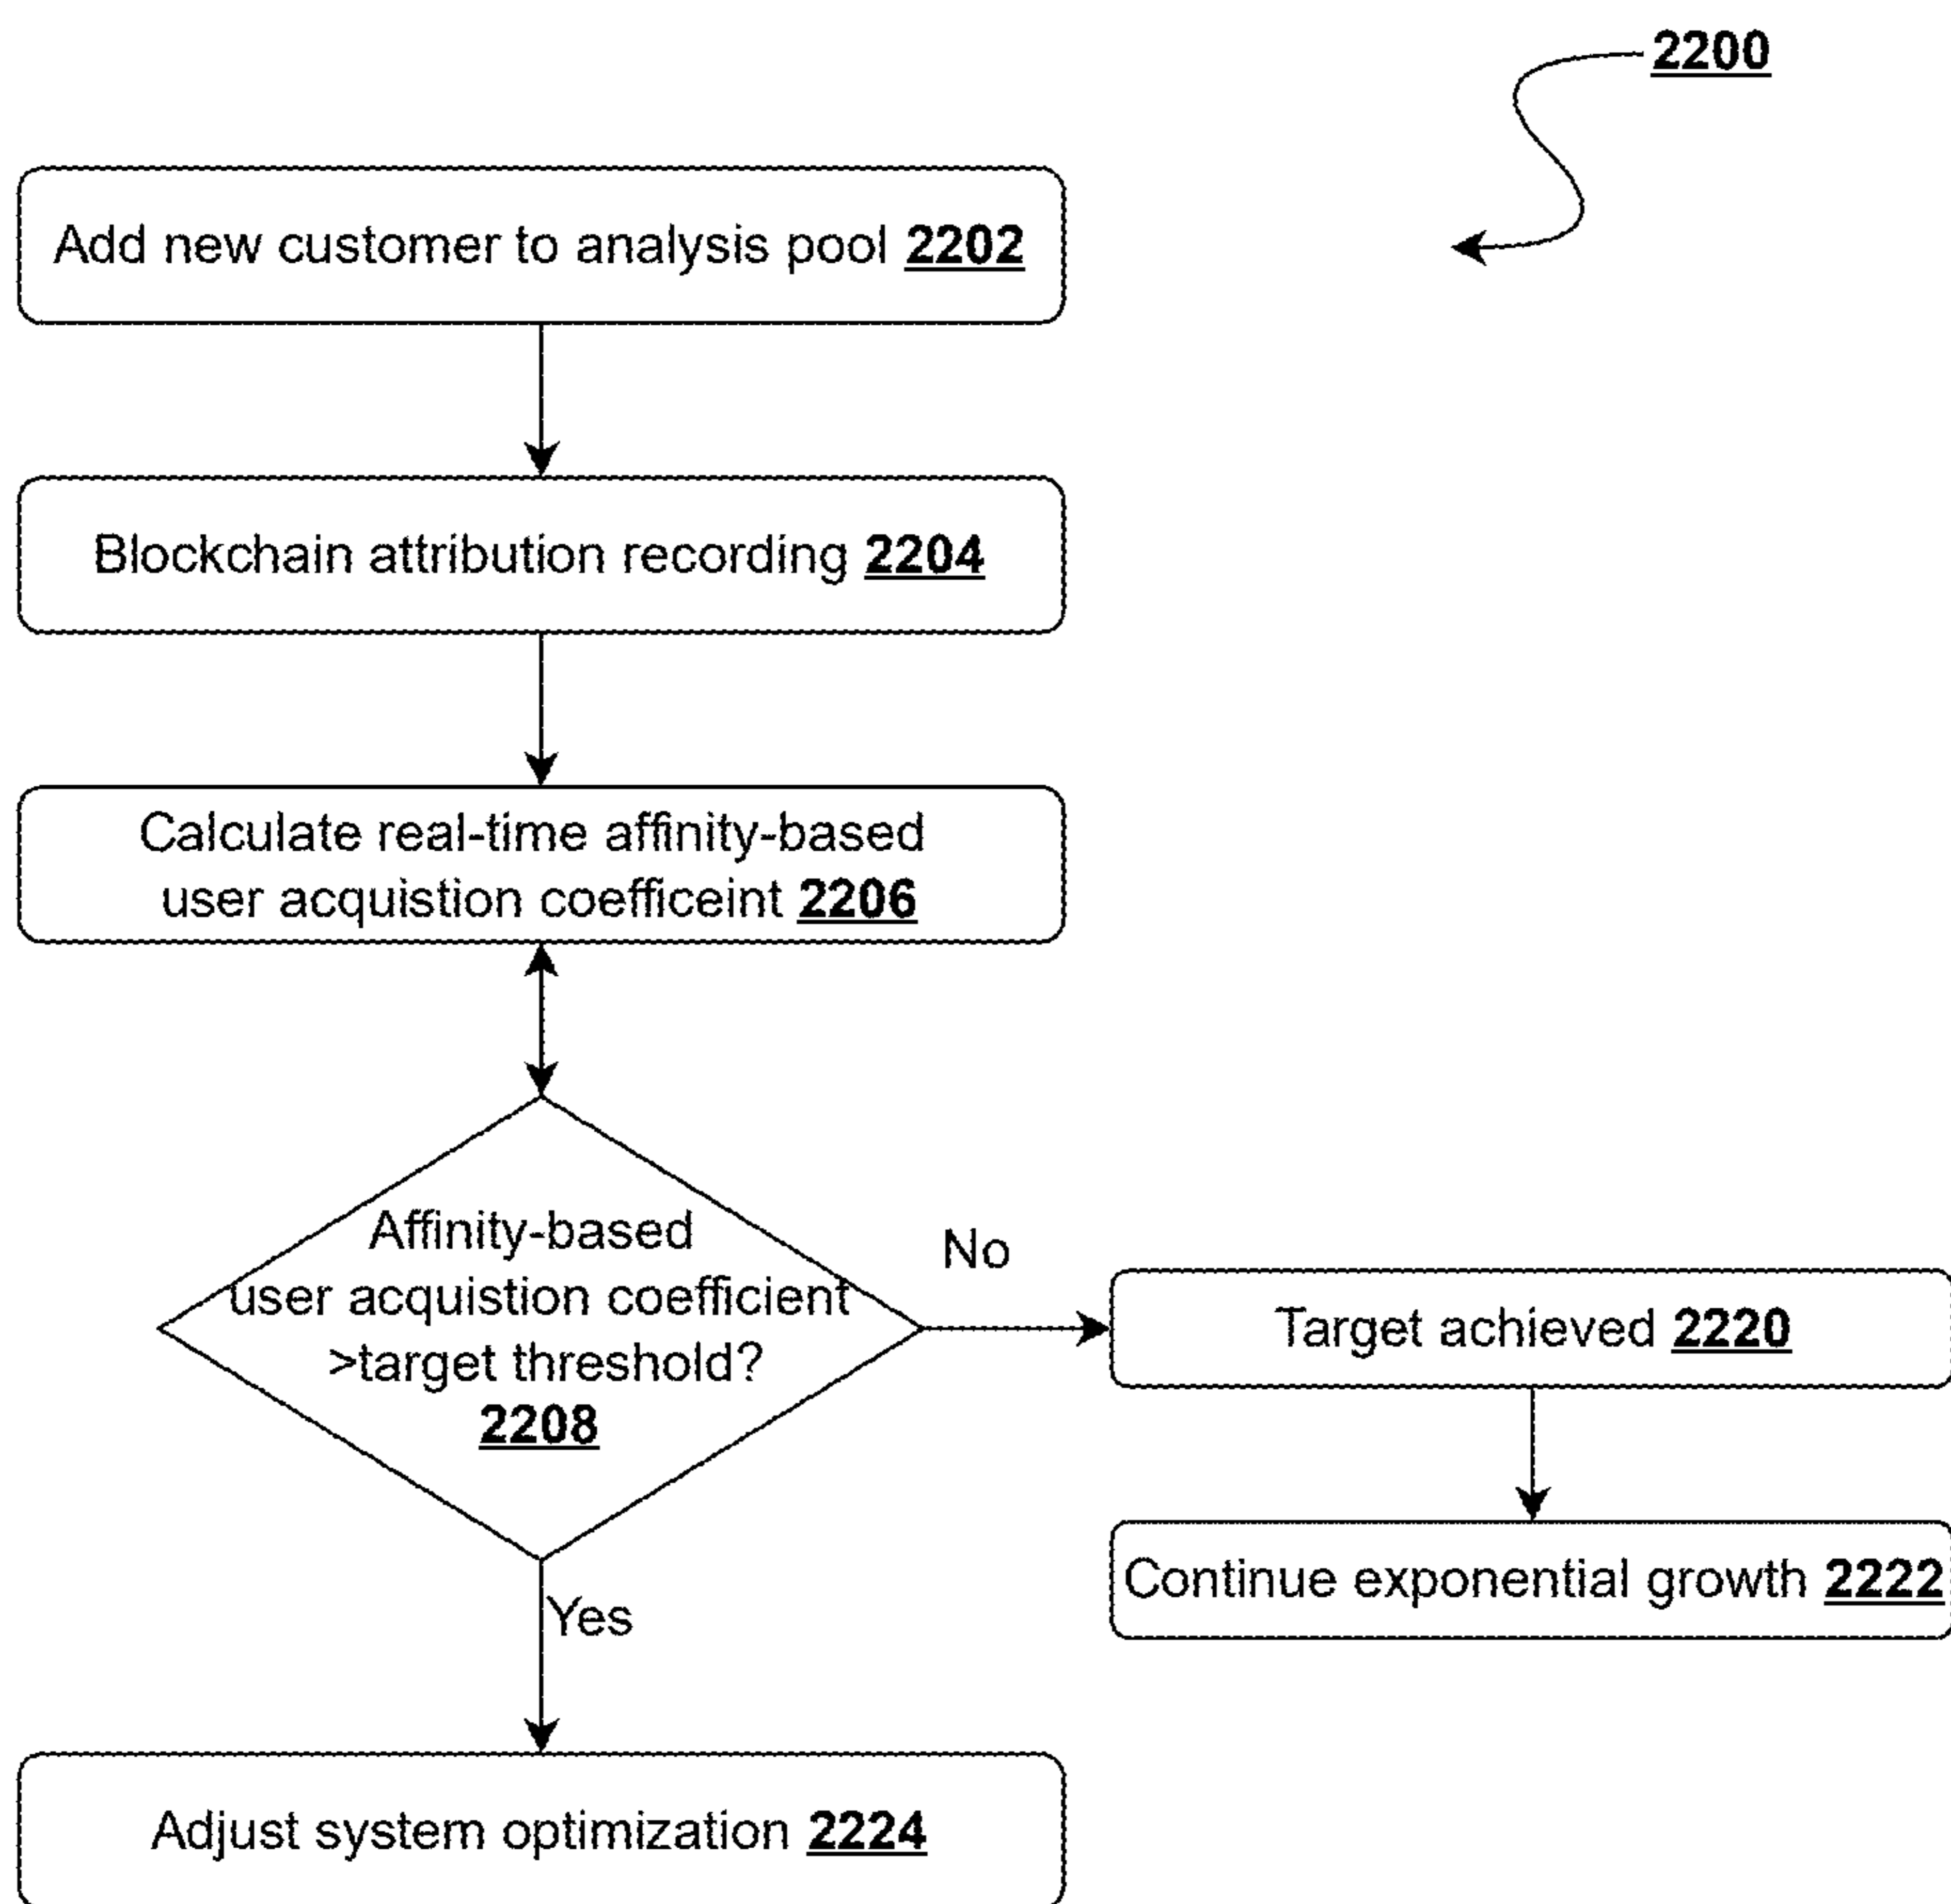 2200
Add new customer to analysis pool 2202
Blockchain attribution recording 2204
Calculate real-time affinity-based
user acquistion coefficeint 2206
Affinity-based
user acquistion coefficient
>target threshold?
2208
No
Target achieved 2220
Continue exponential growth 2222
Yes
Adjust system optimization 2224